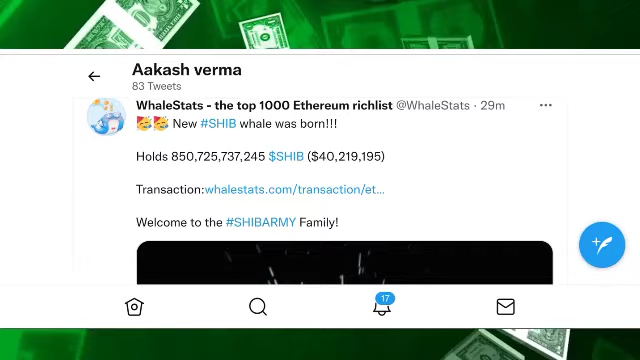 Aakash verma
83 Tweets
WhaleStats - the top 1000 Ethereum richlist @WhaleStats · 29m
🥳🥳 New #SHIB whale was born!!!
Holds 850,725,737,245 $SHIB ($40,219,195)
Transaction:whalestats.com/transaction/et...
Welcome to the #SHIBARMY Family!
17